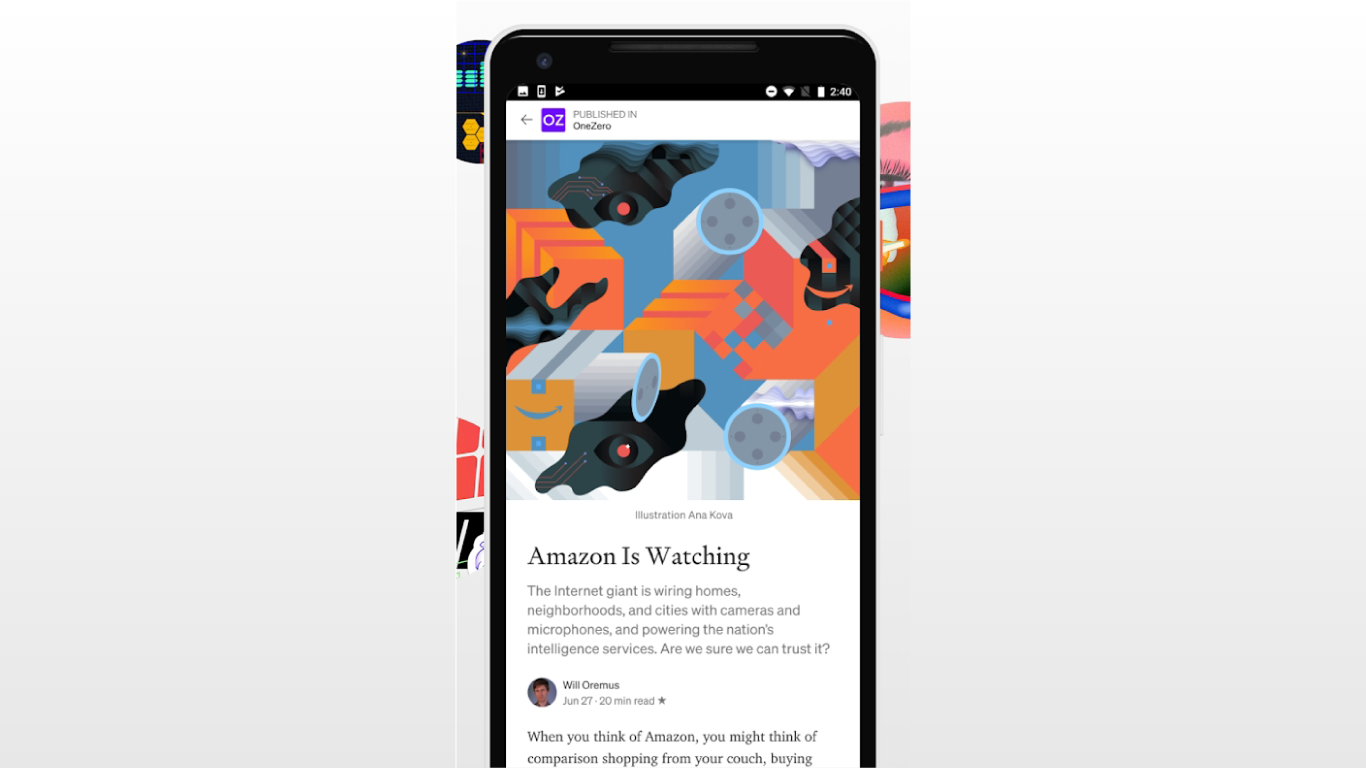 2:40
OZ
PUBLISHED IN
OneZero
Illustration Ana Kova
Amazon Is Watching
The Internet giant is wiring homes,
neighborhoods, and cities with cameras and
microphones, and powering the nation's
intelligence services. Are we sure we can trust it?
Will Oremus
Jun 27 · 20 min read ★
When you think of Amazon, you might think of
comparison shopping from your couch, buying